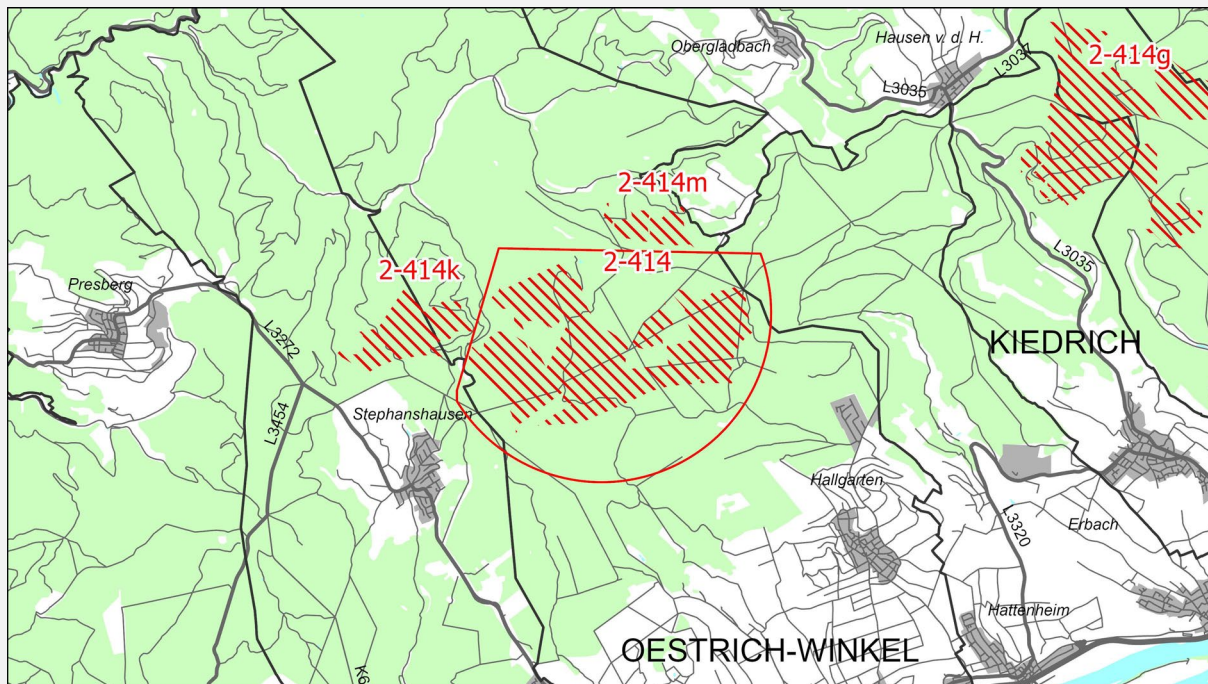 Obergladbach
Hausen v. d. H.
L3037
2-414g
L3035
2-414m
L3035
2-414
2-414k
Presberg
L3272
KIEDRICH
L3454
Stephanshausen
Hallgarten
L3320
Erbach
Hattenheim
OESTRICH-WINKEL
K6